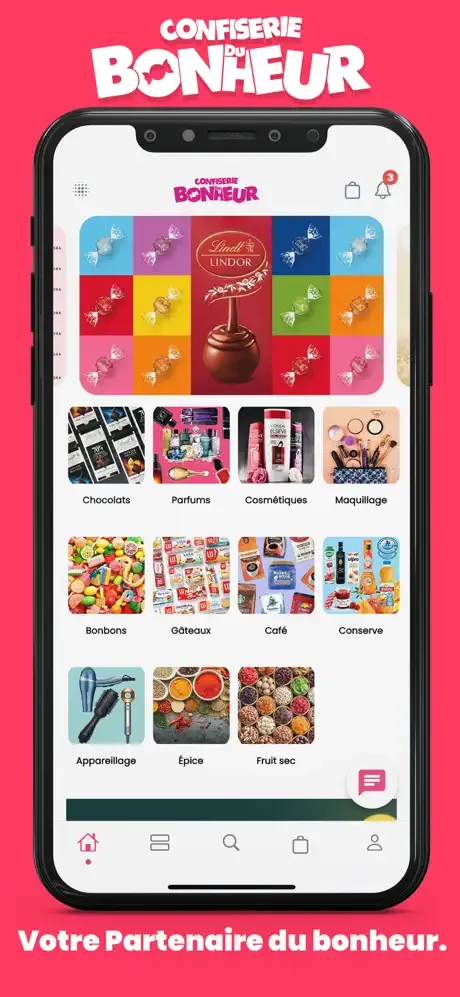 CONFISERIE
DU
BONHEUR
CONFISERIE
DU
BONHEUR
3
Lindt
LINDOR
Chocolats
Parfums
Cosmétiques
Maquillage
Bonbons
Gâteaux
Café
Conserve
Appareillage
Épice
Fruit sec
Votre Partenaire du bonheur.